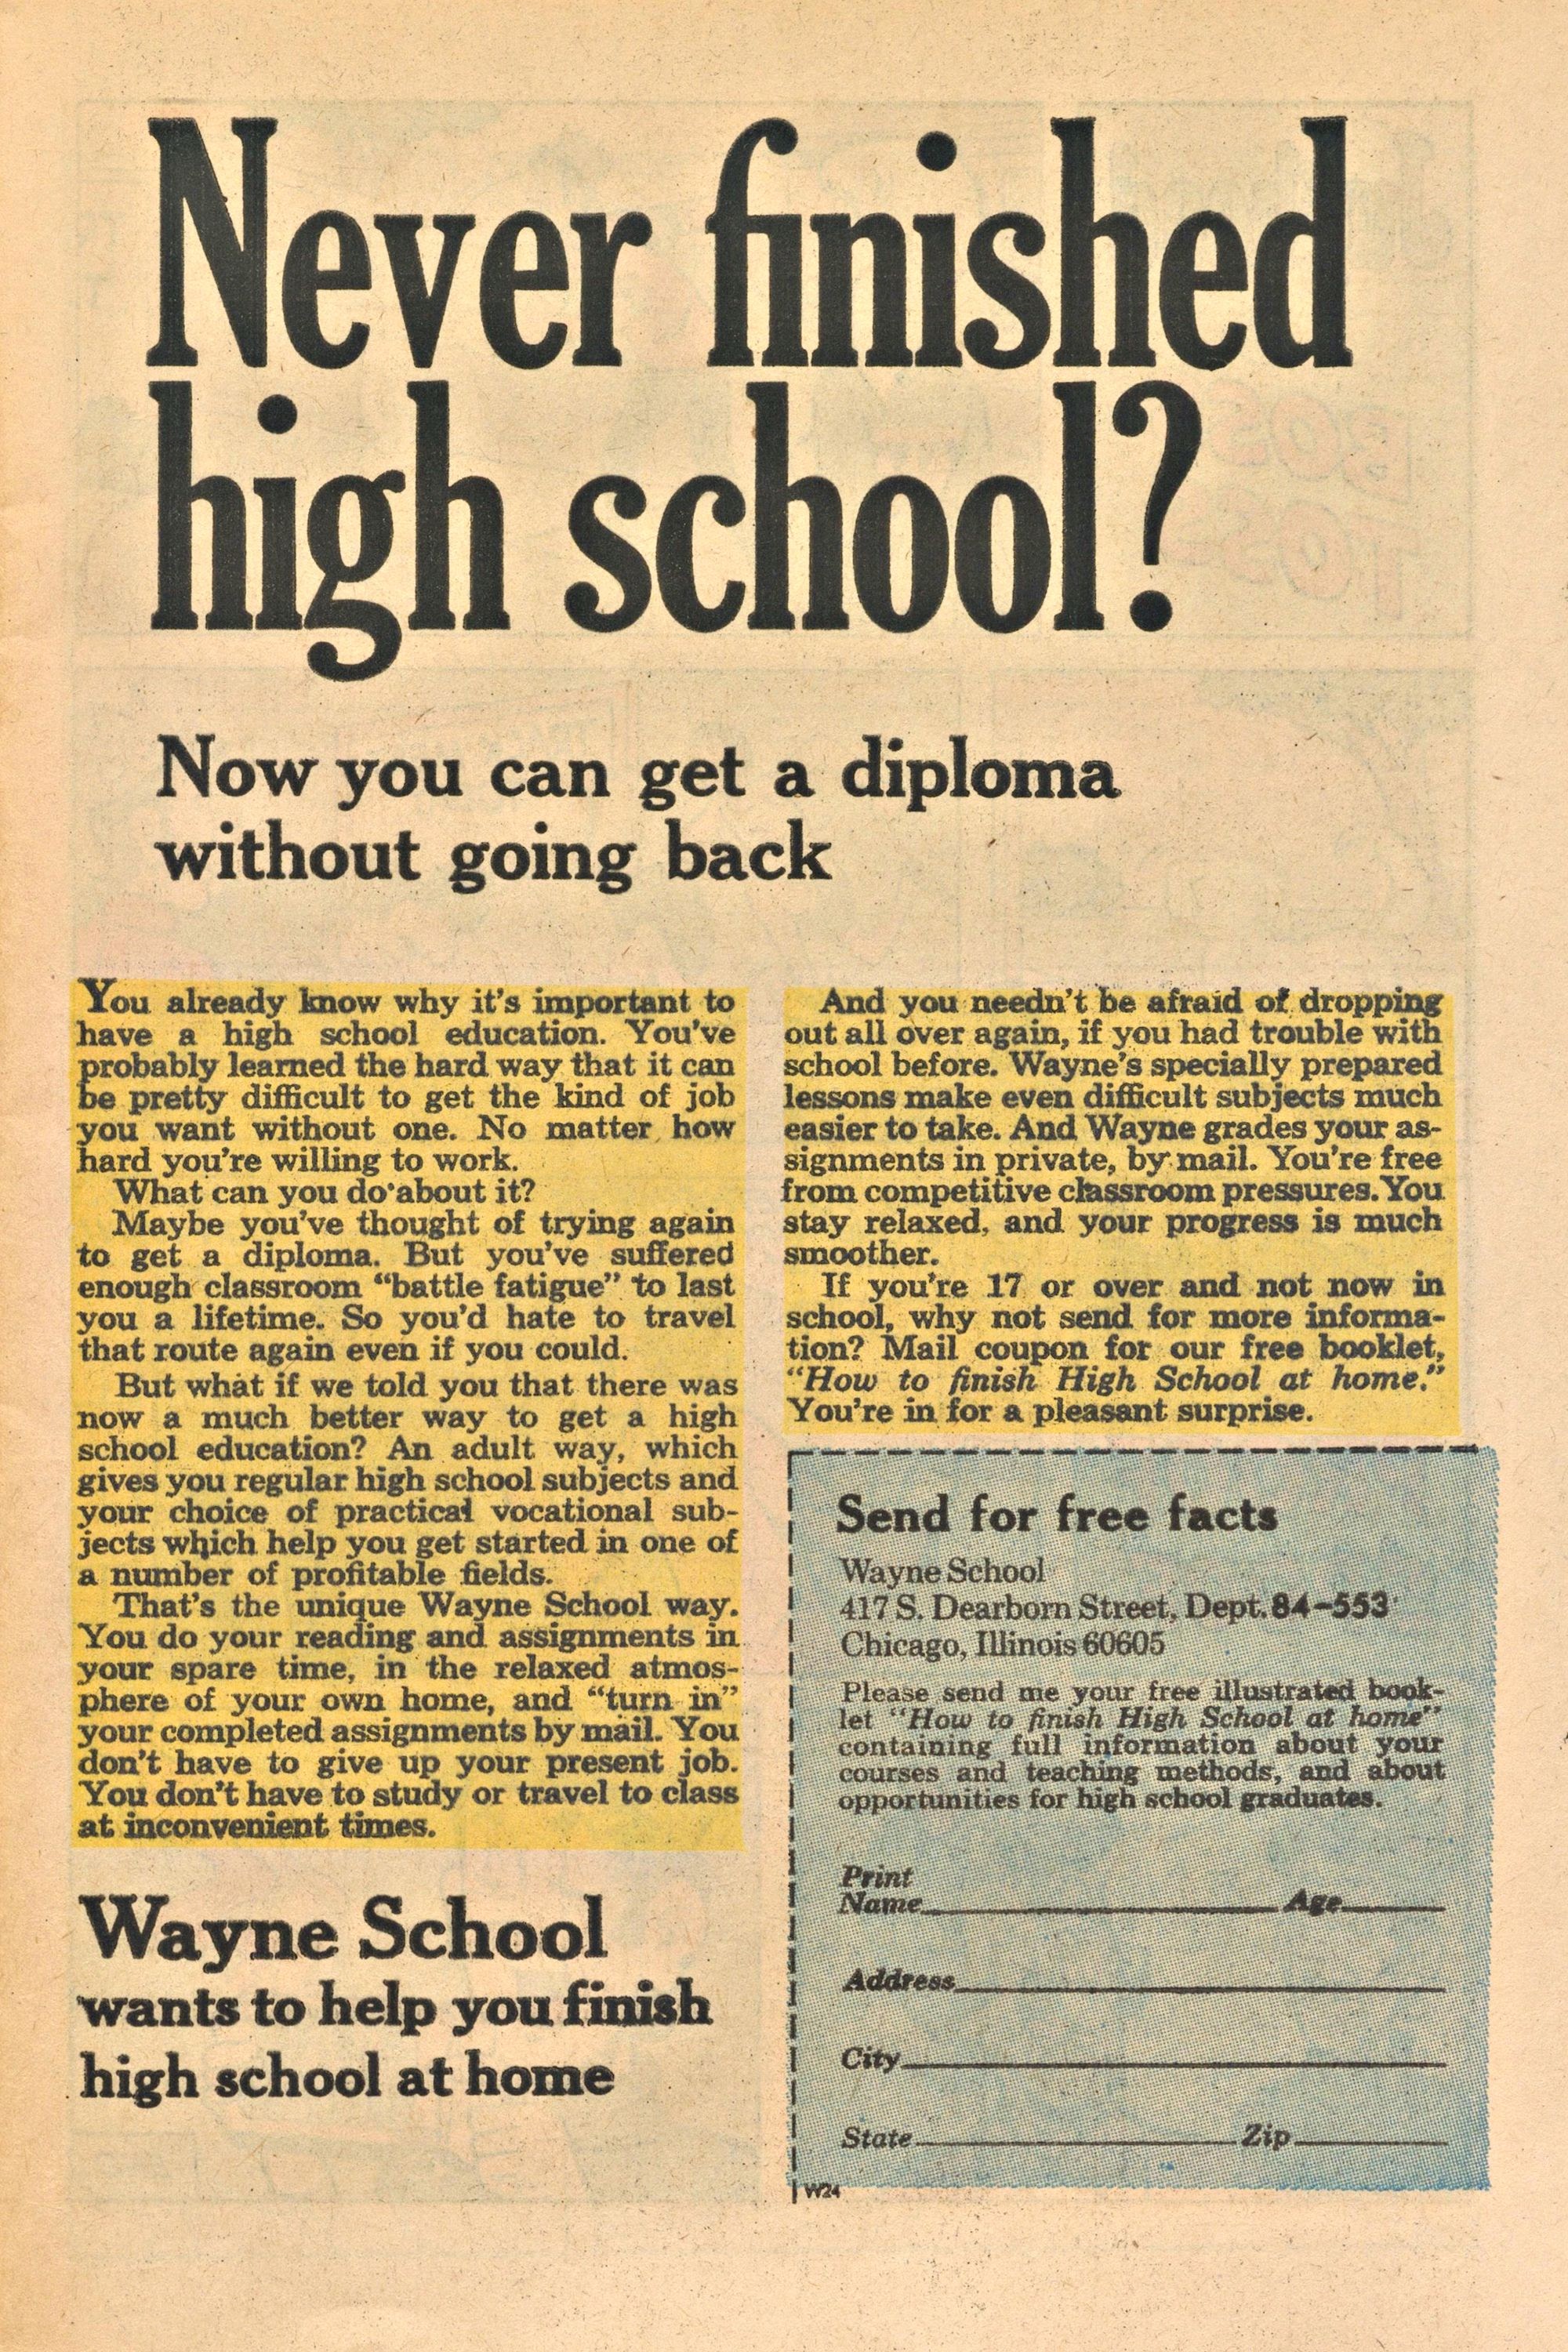 Never finished
high school?
Now you can get a diploma
without going back
You already know why it's important to
have a high school education. You've
probably learned the hard way that it can
be pretty difficult to get the kind of job
you want without one. No matter how
hard you're willing to work.
What can you do about it?
Maybe you've thought of trying again
to get a diploma. But you've suffered
enough classroom “battle fatigue” to last
you a lifetime. So you'd hate to travel
that route again even if you could.
But what if we told you that there was
now a much better way to get a high
school education? An adult way, which
gives you regular high school subjects and
your choice of practical vocational sub-
jects which help you get started in one of
a number of profitable fields.
That's the unique Wayne School way.
You do your reading and assignments in
your spare time, in the relaxed atmos-
phere of your own home, and “turn in”
your completed assignments by mail. You
don't have to give up your present job.
You don't have to study or travel to class
at inconvenient times.
Wayne School
wants to help you finish
high school at home
And you needn't be afraid of dropping
out all over again, if you had trouble with
school before. Wayne's specially prepared
lessons make even difficult subjects much
easier to take. And Wayne grades your as-
signments in private, by mail. You're free
from competitive classroom pressures. You
stay relaxed, and your progress is much
smoother.
If you're 17 or over and not now in
school, why not send for more informa-
tion? Mail coupon for our free booklet,
“How to finish High School at home.”
You're in for a pleasant surprise.
Send for free facts
Wayne School
417 S. Dearborn Street, Dept. 84-553
Chicago, Illinois 60605
Please send me your free illustrated book-
let “How to finish High School at home”
containing full information about your
courses and teaching methods, and about
opportunities for high school graduates.
Print
Name Age
Address
City
State Zip
W24